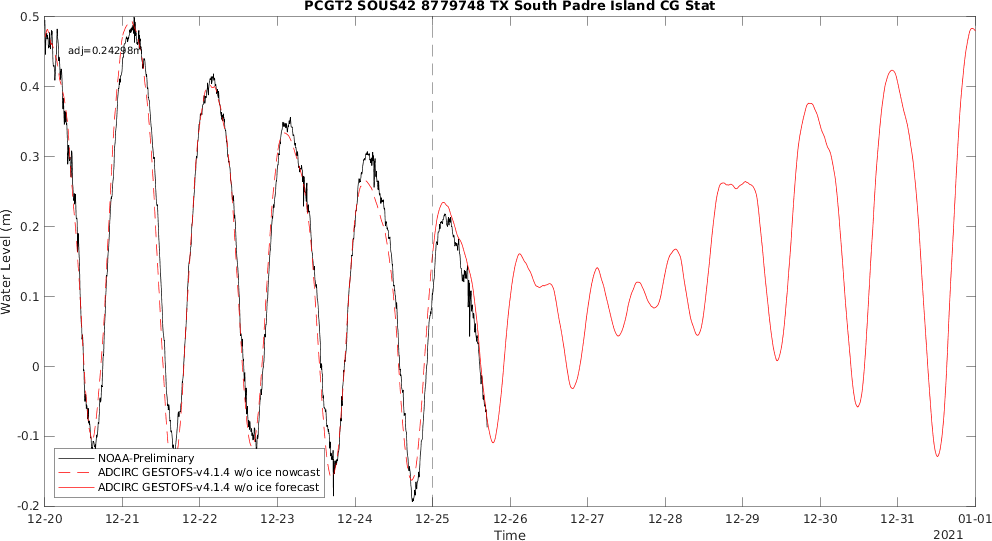 PCGT2 SOUS42 8779748 TX South Padre Island CG Stat
adj=0.24298m
Water Level (m)
0.5
0.4
0.3
0.2
0.1
0
-0.1
-0.2
NOAA-Preliminary
ADCIRC GESTOFS-v4.1.4 w/o ice nowcast
ADCIRC GESTOFS-v4.1.4 w/o ice forecast
12-20 12-21 12-22 12-23 12-24 12-25 12-26 12-27 12-28 12-29 12-30 12-31 01-01
Time
2021